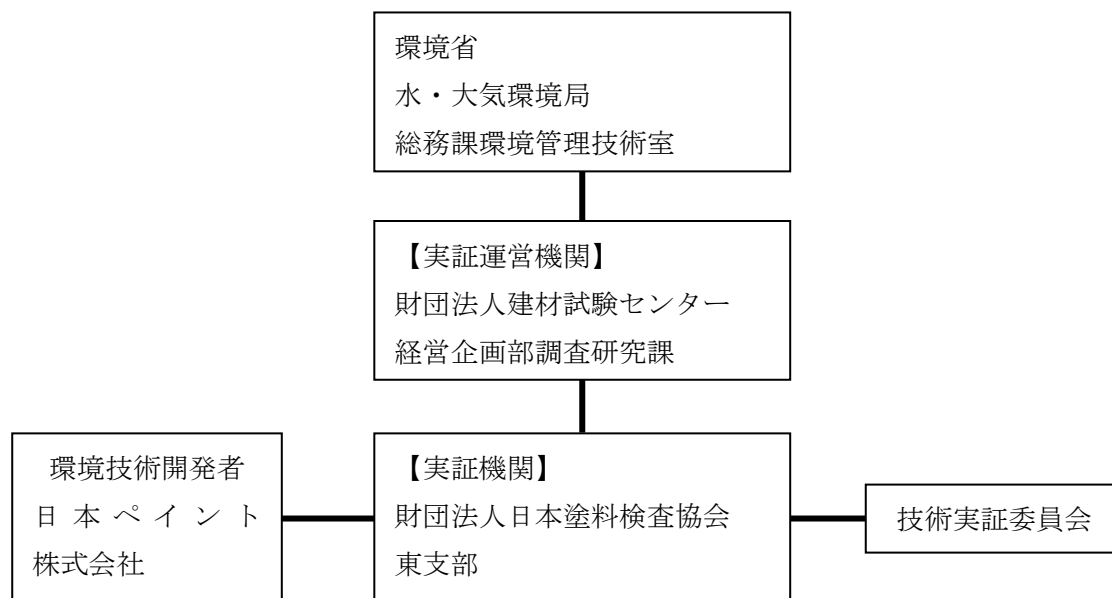 環境省
水・大気環境局
総務課環境管理技術室
【実証運営機関】
財団法人建材試験センター
経営企画部調査研究課
環境技術開発者
日本ペイント
株式会社
【実証機関】
財団法人日本塗料検査協会
東支部
技術実証委員会